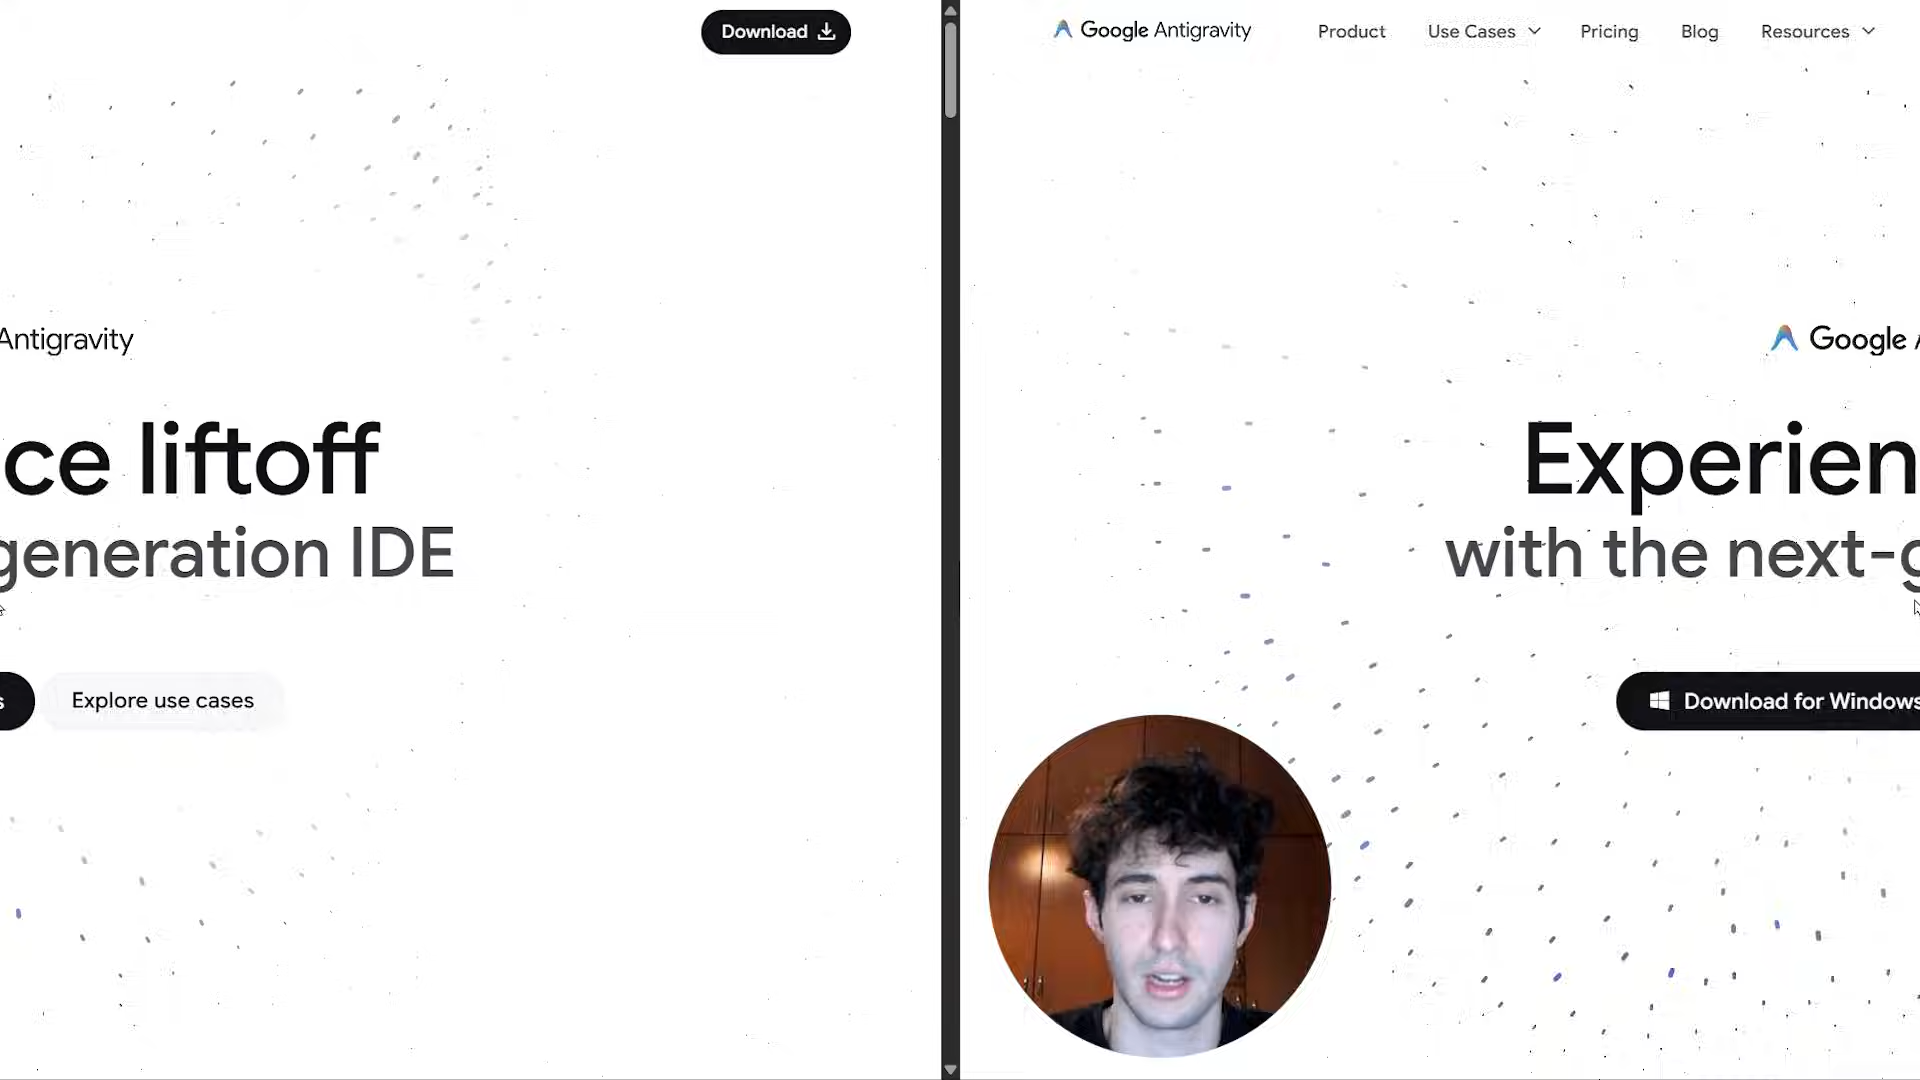 Download
Antigravity
ce liftoff
generation IDE
s
Explore use cases
Google Antigravity
Product
Use Cases
Pricing
Blog
Resources
Google A
Experien
with the next-g
Download for Windows